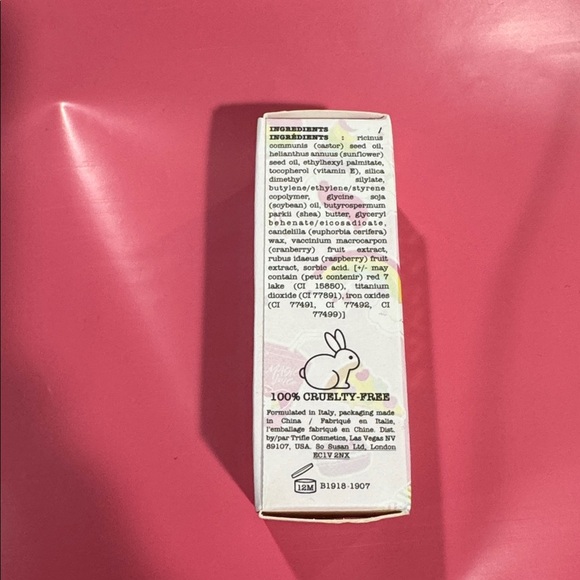 INGREDIENTS /
INGRÉDIENTS : ricinus
communis (castor) seed oil,
helianthus annuus (sunflower)
seed oil, ethylhexyl palmitate,
tocopherol (vitamin E), silica
dimethyl silylate,
butylene/ethylene/styrene
copolymer, glycine soja
(soybean) oil, butyrospermum
parkii (shea) butter, glyceryl
behenate/eicosadioate,
candelilla (euphorbia cerifera)
wax, vaccinium macrocarpon
(cranberry) fruit extract,
rubus idaeus (raspberry) fruit
extract, sorbic acid. [+/- may
contain (peut contenir) red 7
lake (CI 15850), titanium
dioxide (CI 77891), iron oxides
(CI 77491, CI 77492, CI
77499)]
100% CRUELTY-FREE
Formulated in Italy, packaging made
in China / Fabriqué en Italie,
l'emballage fabriqué en Chine. Dist.
by/par Trifle Cosmetics, Las Vegas NV
89107, USA. So Susan Ltd, London
EC1V 2NX
12M B1918-1907